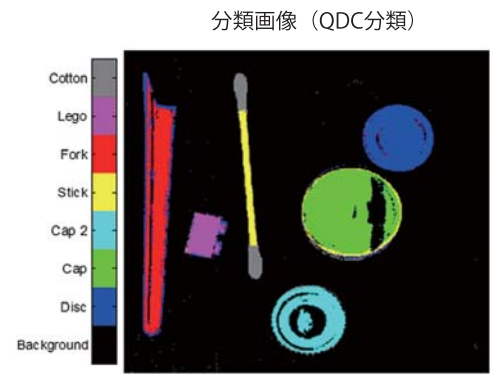 分類画像（QDC分類）
Cotton
Lego
Fork
Stick
Cap 2
Cap
Disc
Background